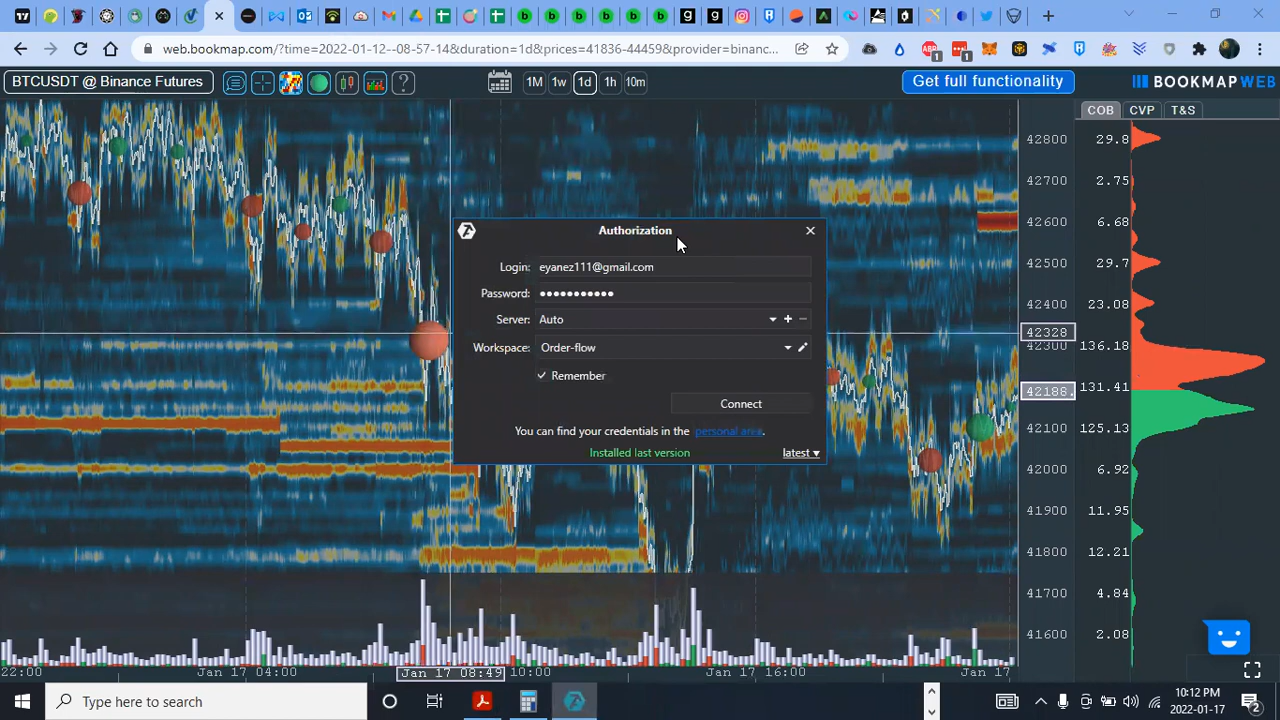 web.bookmap.com/?time=2022-01-12--08-57-14&duration=1d&prices=41836-44459&provider=binanc...
ABP
1
1
BTCUSDT @ Binance Futures
?
1M
1w
1d
1h
10m
Get full functionality
BOOKMAP WEB
COB
CVP
T&S
42800
29.8
42700
2.75
42600
6.68
42500
29.7
42400
23.08
42328
42300
136.18
131.41
42186.
42100
125.13
42000
6.92
41900
11.95
41800
12.21
41700
4.84
41600
2.08
Authorization
Login:
eyanez111@gmail.com
Password:
•••••••••••
Server:
Auto
Workspace:
Order-flow
Remember
Connect
You can find your credentials in the personal area.
Installed last version
latest
22:00
Jan 17 04:00
Jan 17 08:49
10:00
Jan 17 16:00
Jan 17
Type here to search
10:12 PM
2022-01-17
2